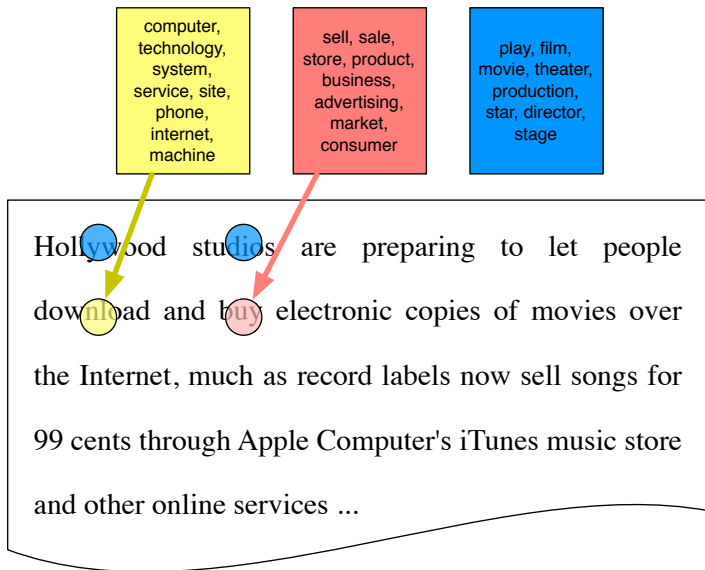 computer,
technology,
system,
service, site,
phone,
internet,
machine
sell, sale,
store, product,
business,
advertising,
market,
consumer
play, film,
movie, theater,
production,
star, director,
stage
Hollywood studios are preparing to let people
download and buy electronic copies of movies over
the Internet, much as record labels now sell songs for
99 cents through Apple Computer's iTunes music store
and other online services ...